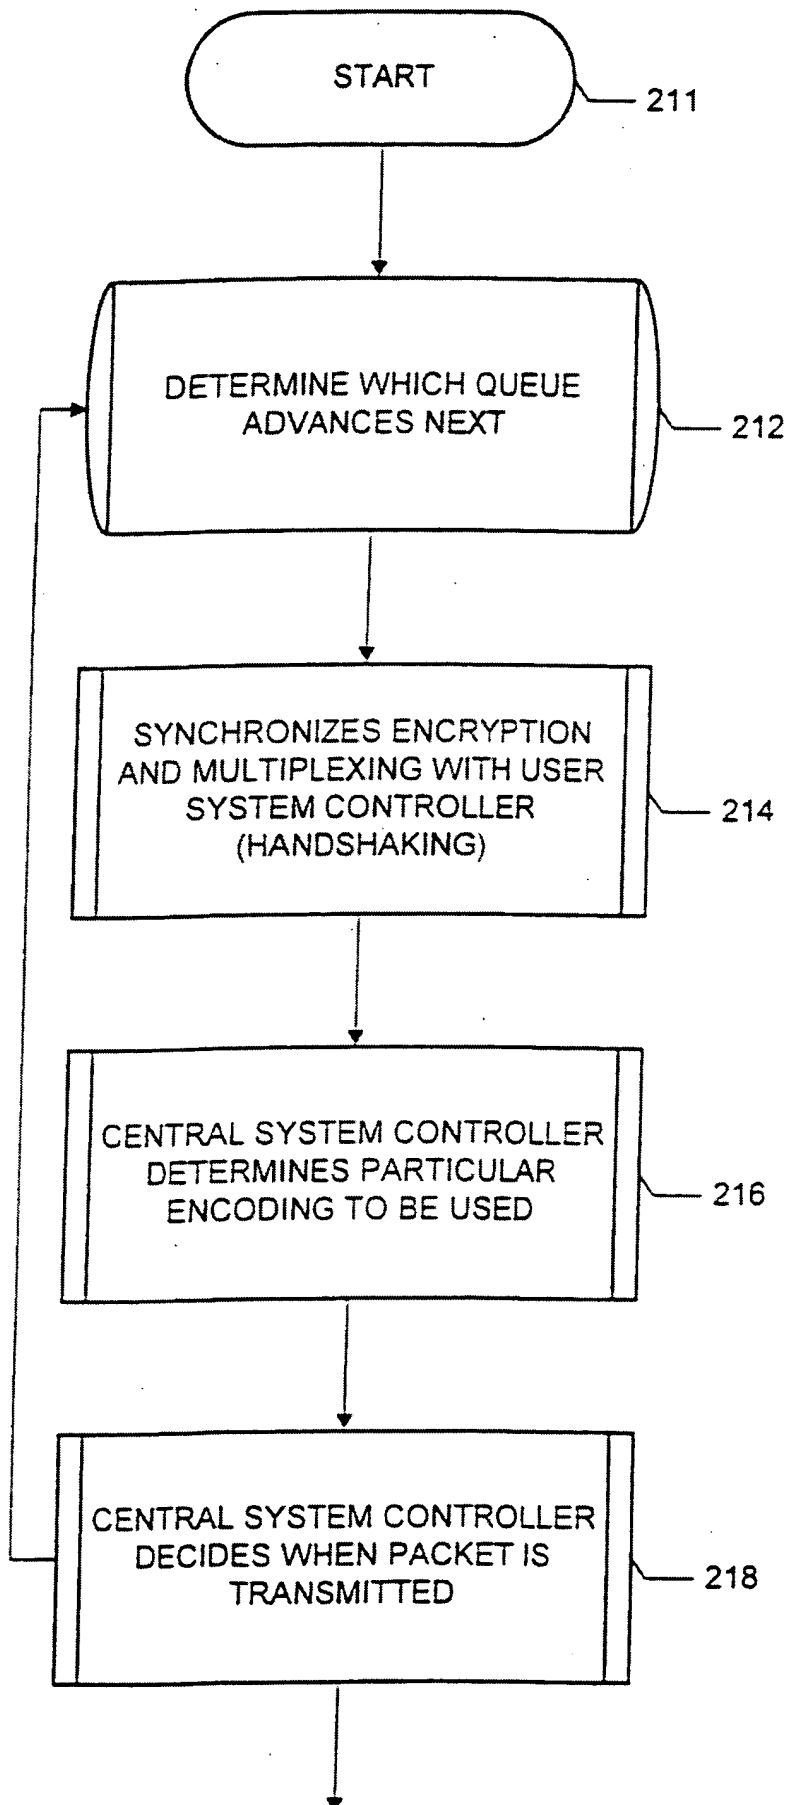 START
211
DETERMINE WHICH QUEUE
ADVANCES NEXT
212
SYNCHRONIZES ENCRYPTION
AND MULTIPLEXING WITH USER
SYSTEM CONTROLLER
(HANDSHAKING)
214
CENTRAL SYSTEM CONTROLLER
DETERMINES PARTICULAR
ENCODING TO BE USED
216
CENTRAL SYSTEM CONTROLLER
DECIDES WHEN PACKET IS
TRANSMITTED
218